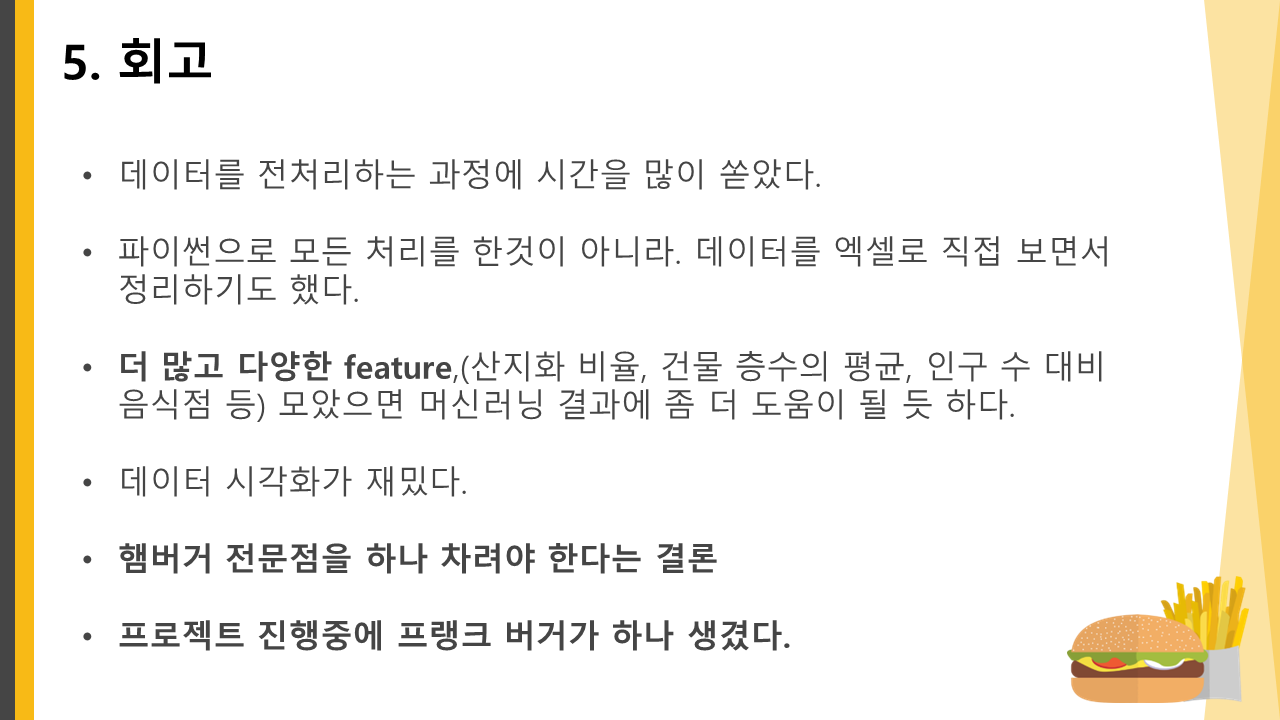 5. 회고
• 데이터를 전처리하는 과정에 시간을 많이 쏟았다.
• 파이썬으로 모든 처리를 한것이 아니라. 데이터를 엑셀로 직접 보면서
정리하기도 했다.
• 더 많고 다양한 feature,(산지화 비율, 건물 층수의 평균, 인구 수 대비
음식점 등) 모았으면 머신러닝 결과에 좀 더 도움이 될 듯 하다.
• 데이터 시각화가 재밌다.
• 햄버거 전문점을 하나 차려야 한다는 결론
• 프로젝트 진행중에 프랭크 버거가 하나 생겼다.